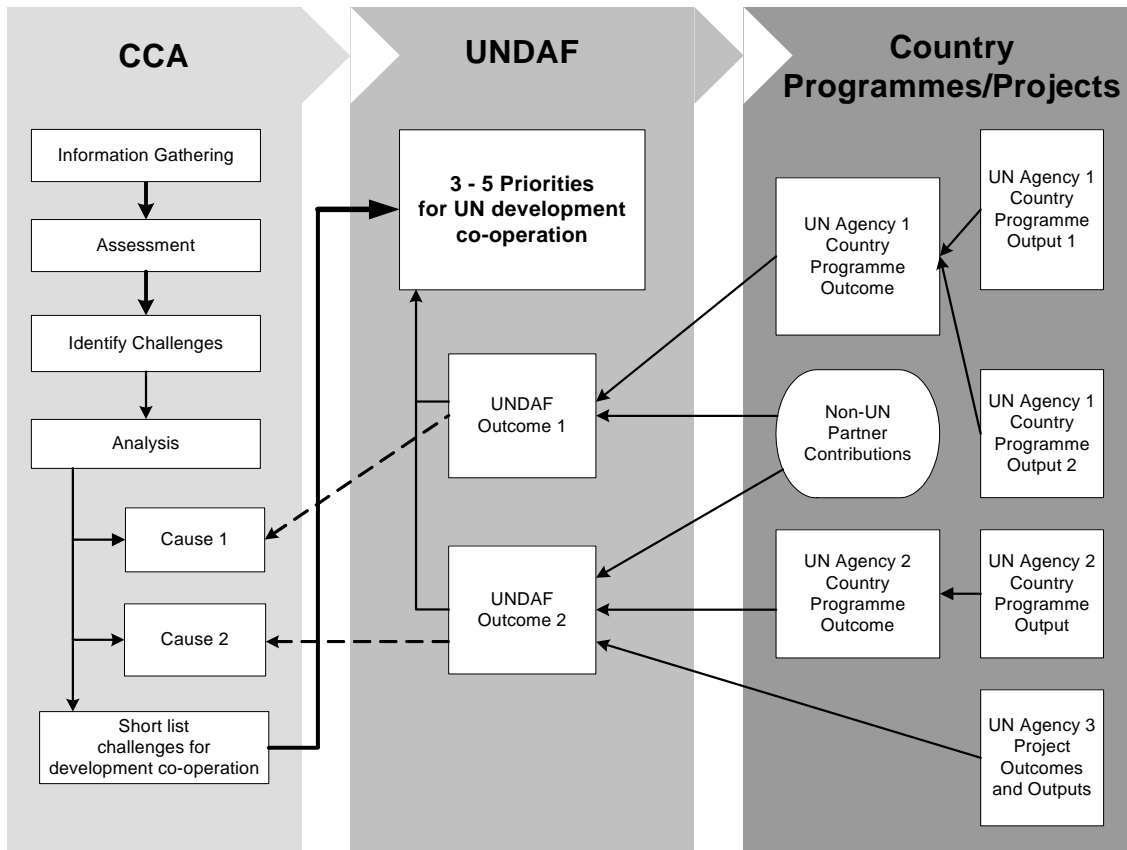 CCA
Information Gathering
Assessment
Identify Challenges
Analysis
Cause 1
Cause 2
Short list
challenges for
development co-operation
UNDAF
3 - 5 Priorities
for UN development
co-operation
UNDAF
Outcome 1
UNDAF
Outcome 2
Country
Programmes/Projects
UN Agency 1
Country
Programme
Outcome
Non-UN
Partner
Contributions
UN Agency 2
Country
Programme
Outcome
UN Agency 1
Country
Programme
Output 1
UN Agency 1
Country
Programme
Output 2
UN Agency 2
Country
Programme
Output
UN Agency 3
Project
Outcomes
and Outputs